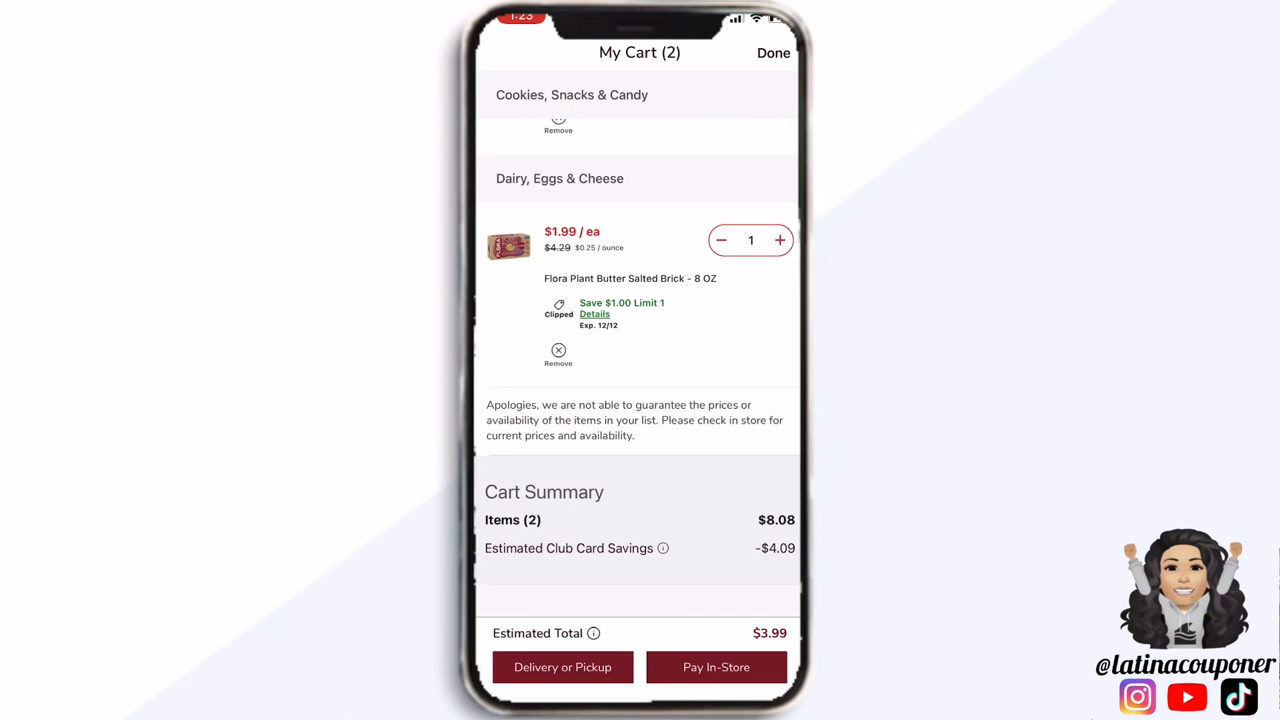 1:23
My Cart (2)
Done
Cookies, Snacks & Candy
Remove
Dairy, Eggs & Cheese
$1.99 / ea
$4.29 $0.25 / ounce
1
FLORA
Flora Plant Butter Salted Brick - 8 OZ
Clipped
Save $1.00 Limit 1
Details
Exp. 12/12
Remove
Apologies, we are not able to guarantee the prices or
availability of the items in your list. Please check in store for
current prices and availability.
Cart Summary
Items (2) $8.08
Estimated Club Card Savings -$4.09
Estimated Total $3.99
Delivery or Pickup
Pay In-Store
@latinacouponer